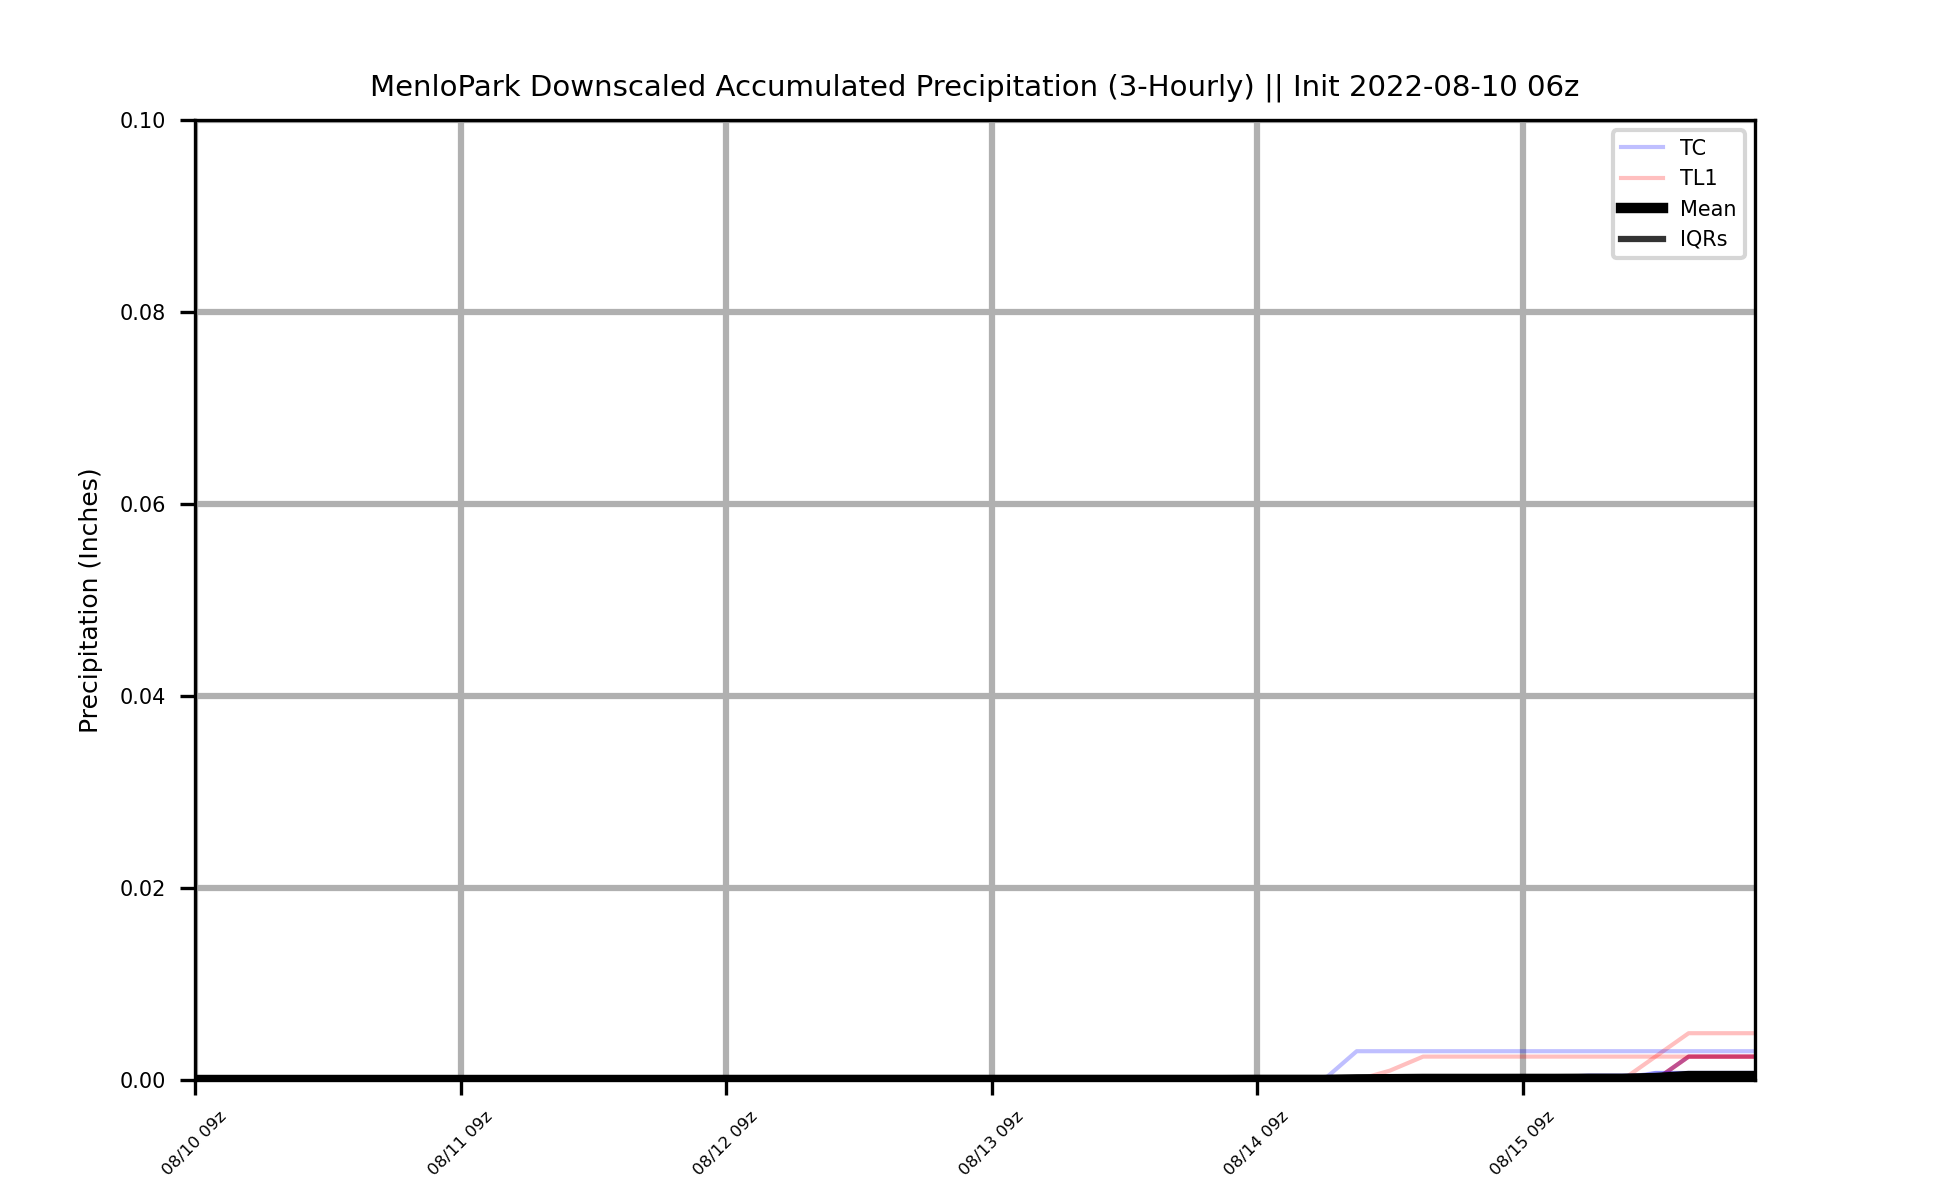 MenloPark Downscaled Accumulated Precipitation (3-Hourly) || Init 2022-08-10 06z
TC
TL1
Mean
IQRs
Precipitation (Inches)
0.10
0.08
0.06
0.04
0.02
0.00
08/10 09z
08/11 09z
08/12 09z
08/13 09z
08/14 09z
08/15 09z